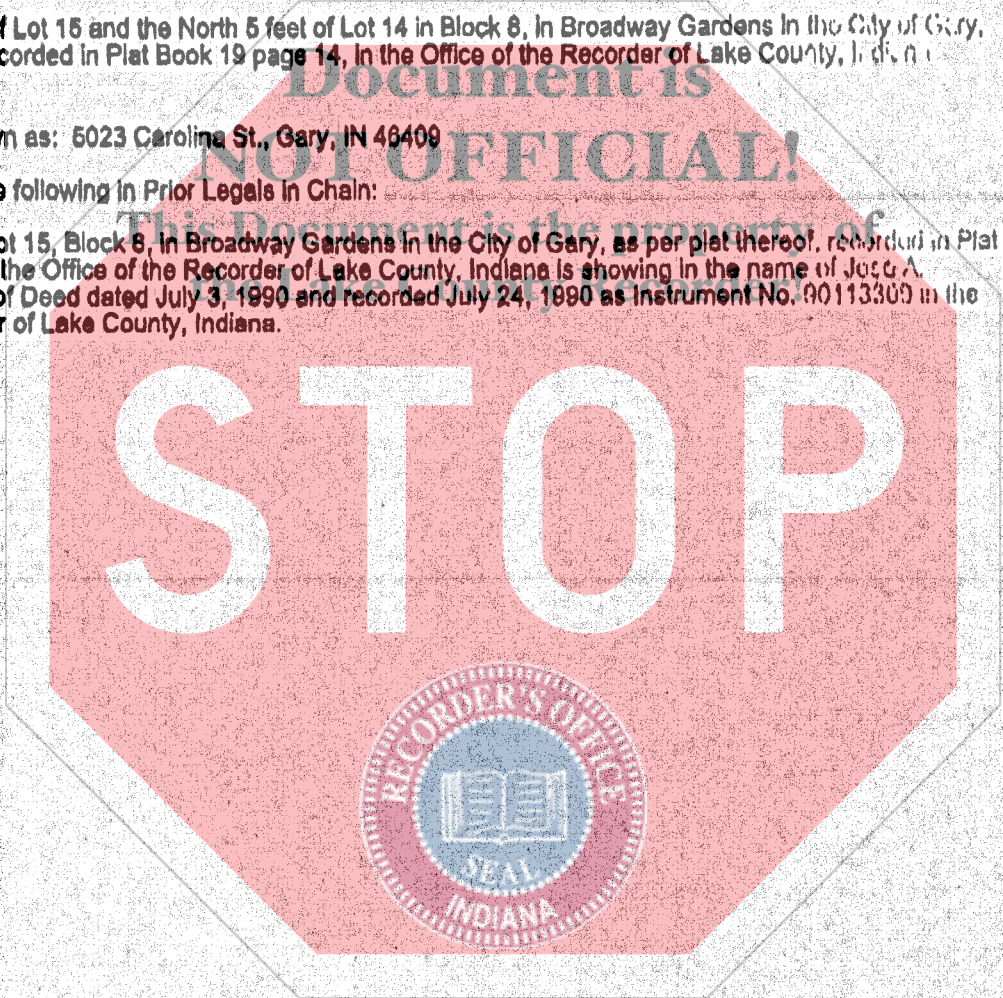 f Lot 15 and the North 5 feet of Lot 14 in Block 8, in Broadway Gardens in the City of Gary,
corded in Plat Book 19 page 14, in the Office of the Recorder of Lake County, Indiana
Document is
n as: 5023 Carolina St., Gary, IN 46409
NOT OFFICIAL!
e following in Prior Legals in Chain:
This Document is the property of
ot 15, Block 8, in Broadway Gardens in the City of Gary, as per plat thereof, recorded in Plat
the Office of the Recorder of Lake County, Indiana is showing in the name of Jose A.
the Lake County Recorder!
of Deed dated July 3, 1990 and recorded July 24, 1990 as Instrument No. 90113309 in the
r of Lake County, Indiana.
STOP
RECORDER'S OFFICE
SEAL
INDIANA